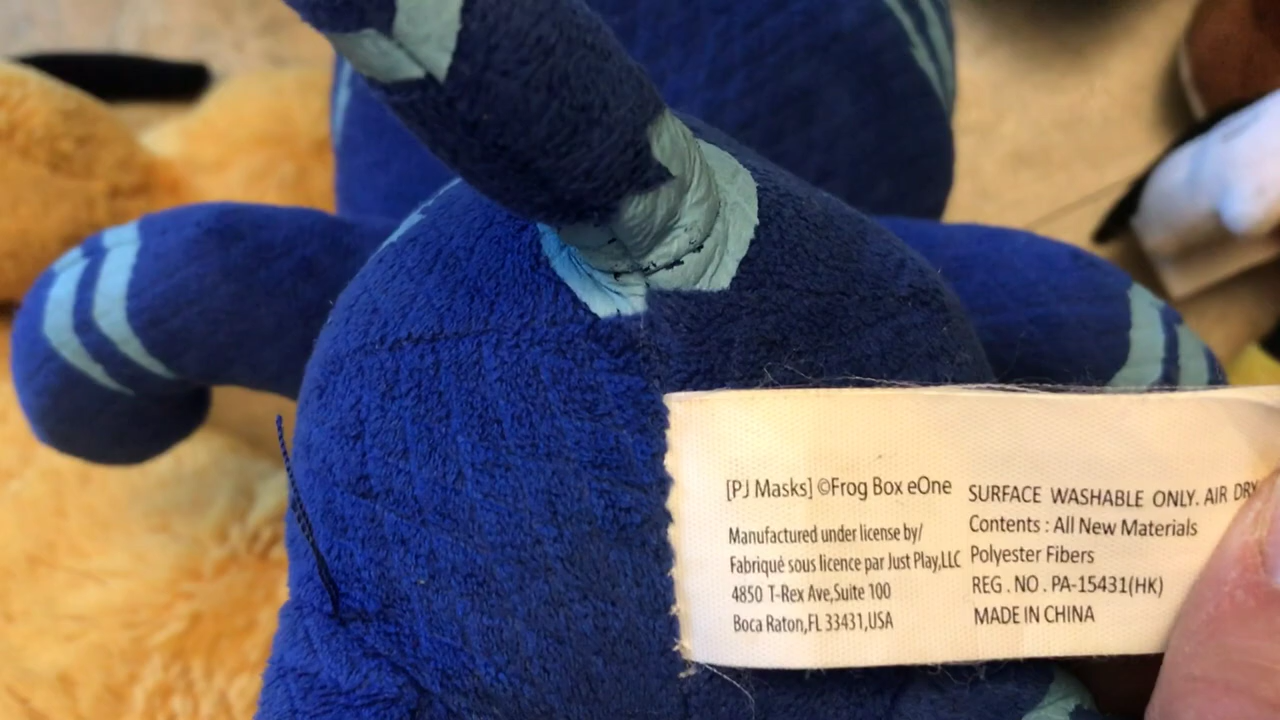 [PJ Masks] ©Frog Box eOne
Manufactured under license by/
Fabriqué sous licence par Just Play,LLC
4850 T-Rex Ave,Suite 100
Boca Raton,FL 33431,USA
SURFACE WASHABLE ONLY. AIR DRY
Contents : All New Materials
Polyester Fibers
REG . NO . PA-15431(HK)
MADE IN CHINA